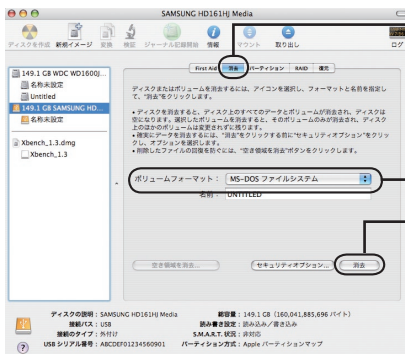 SAMSUNG HD161HJ Media
ディスクを作成 新規イメージ 変換 検証 ジャーナル記録開始 情報 マウント 取り出し ログ
First Aid 消去 パーティション RAID 復元
149.1 GB WDC WD1600J...
名称未設定
Untitled
149.1 GB SAMSUNG HD...
名称未設定
Xbench_1.3.dmg
Xbench_1.3
ディスクまたはボリュームを消去するには、アイコンを選択し、フォーマットと名前を指定し
て、"消去"をクリックします。
• ディスクを消去すると、ディスク上のすべてのデータとボリュームが消去され、ディスクは
空になります。選択したボリュームを消去すると、そのボリュームのみが消去され、ディスク
上のほかのボリュームは変更されずに残ります。
• 確実にデータを消去するには、"消去"をクリックする前に"セキュリティオプション"をクリッ
クし、オプションを選択します。
• 削除したファイルの回復を防ぐには、"空き領域を消去"ボタンをクリックします。
ボリュームフォーマット： MS-DOS ファイルシステム
名前： UNTITLED
空き領域を消去... セキュリティオプション... 消去
ディスクの説明：SAMSUNG HD161HJ Media 総容量：149.1 GB (160,041,885,696 バイト)
接続バス：USB 読み書き設定：読み込み／書き込み
接続のタイプ：外付け S.M.A.R.T. 状況：非対応
USB シリアル番号：ABCDEF01234560901 パーティション方式：Apple パーティションマップ
?